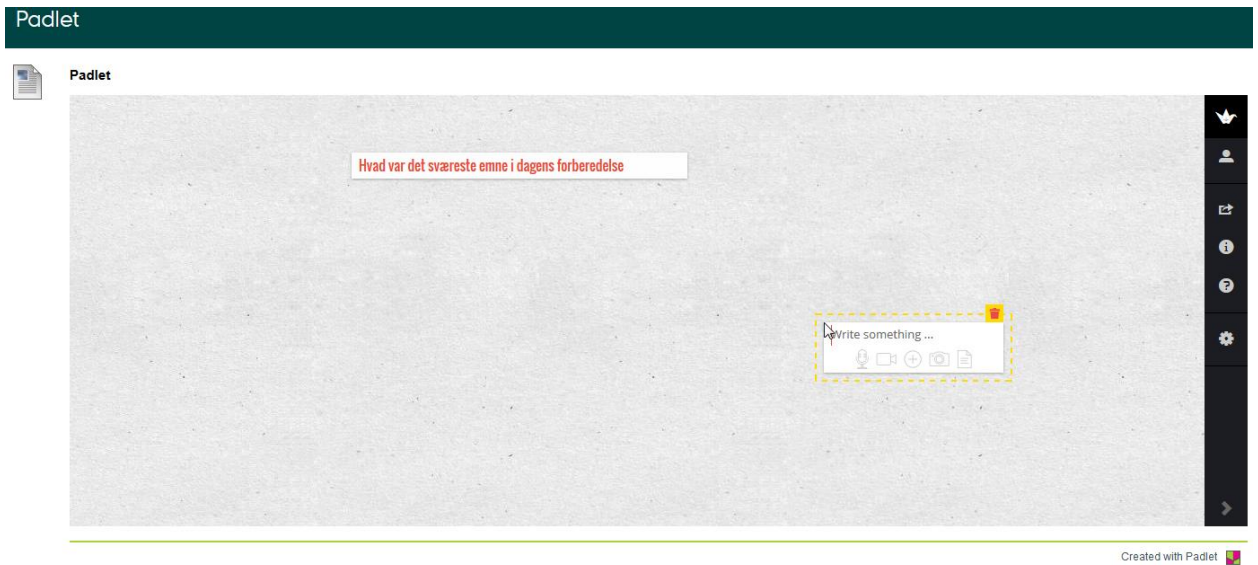 Padlet
Padlet
Hvad var det sværeste emne i dagens forberedelse
Write something ...
Created with Padlet